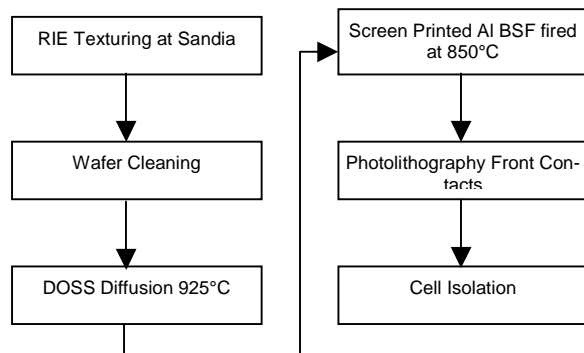 RIE Texturing at Sandia
Wafer Cleaning
DOSS Diffusion 925°C
Screen Printed Al BSF fired
at 850°C
Photolithography Front Con-
tacts
Cell Isolation